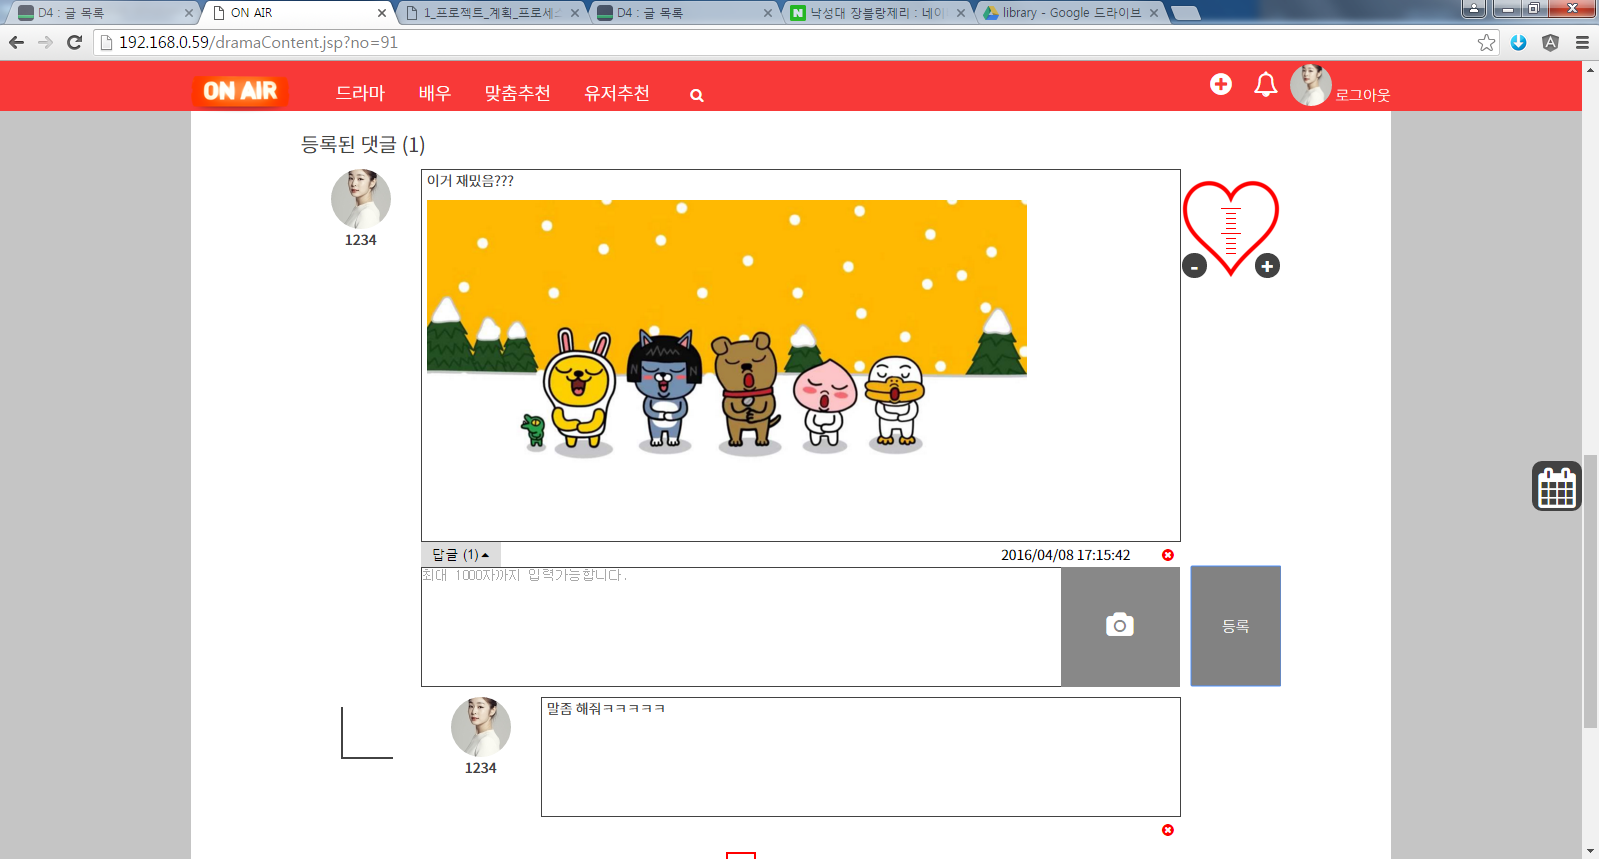 D4 : 글 목록
ON AIR
1_프로젝트_계획_프로세스
D4 : 글 목록
낙성대 장블랑제리 : 네이
library - Google 드라이브
192.168.0.59/dramaContent.jsp?no=91
ON AIR
드라마
배우
맞춤추천
유저추천
로그아웃
등록된 댓글 (1)
1234
이거 재밌음???
-
+
답글 (1)
2016/04/08 17:15:42
최대 1000자까지 입력가능합니다.
등록
1234
말좀 해줘ㅋㅋㅋㅋㅋ